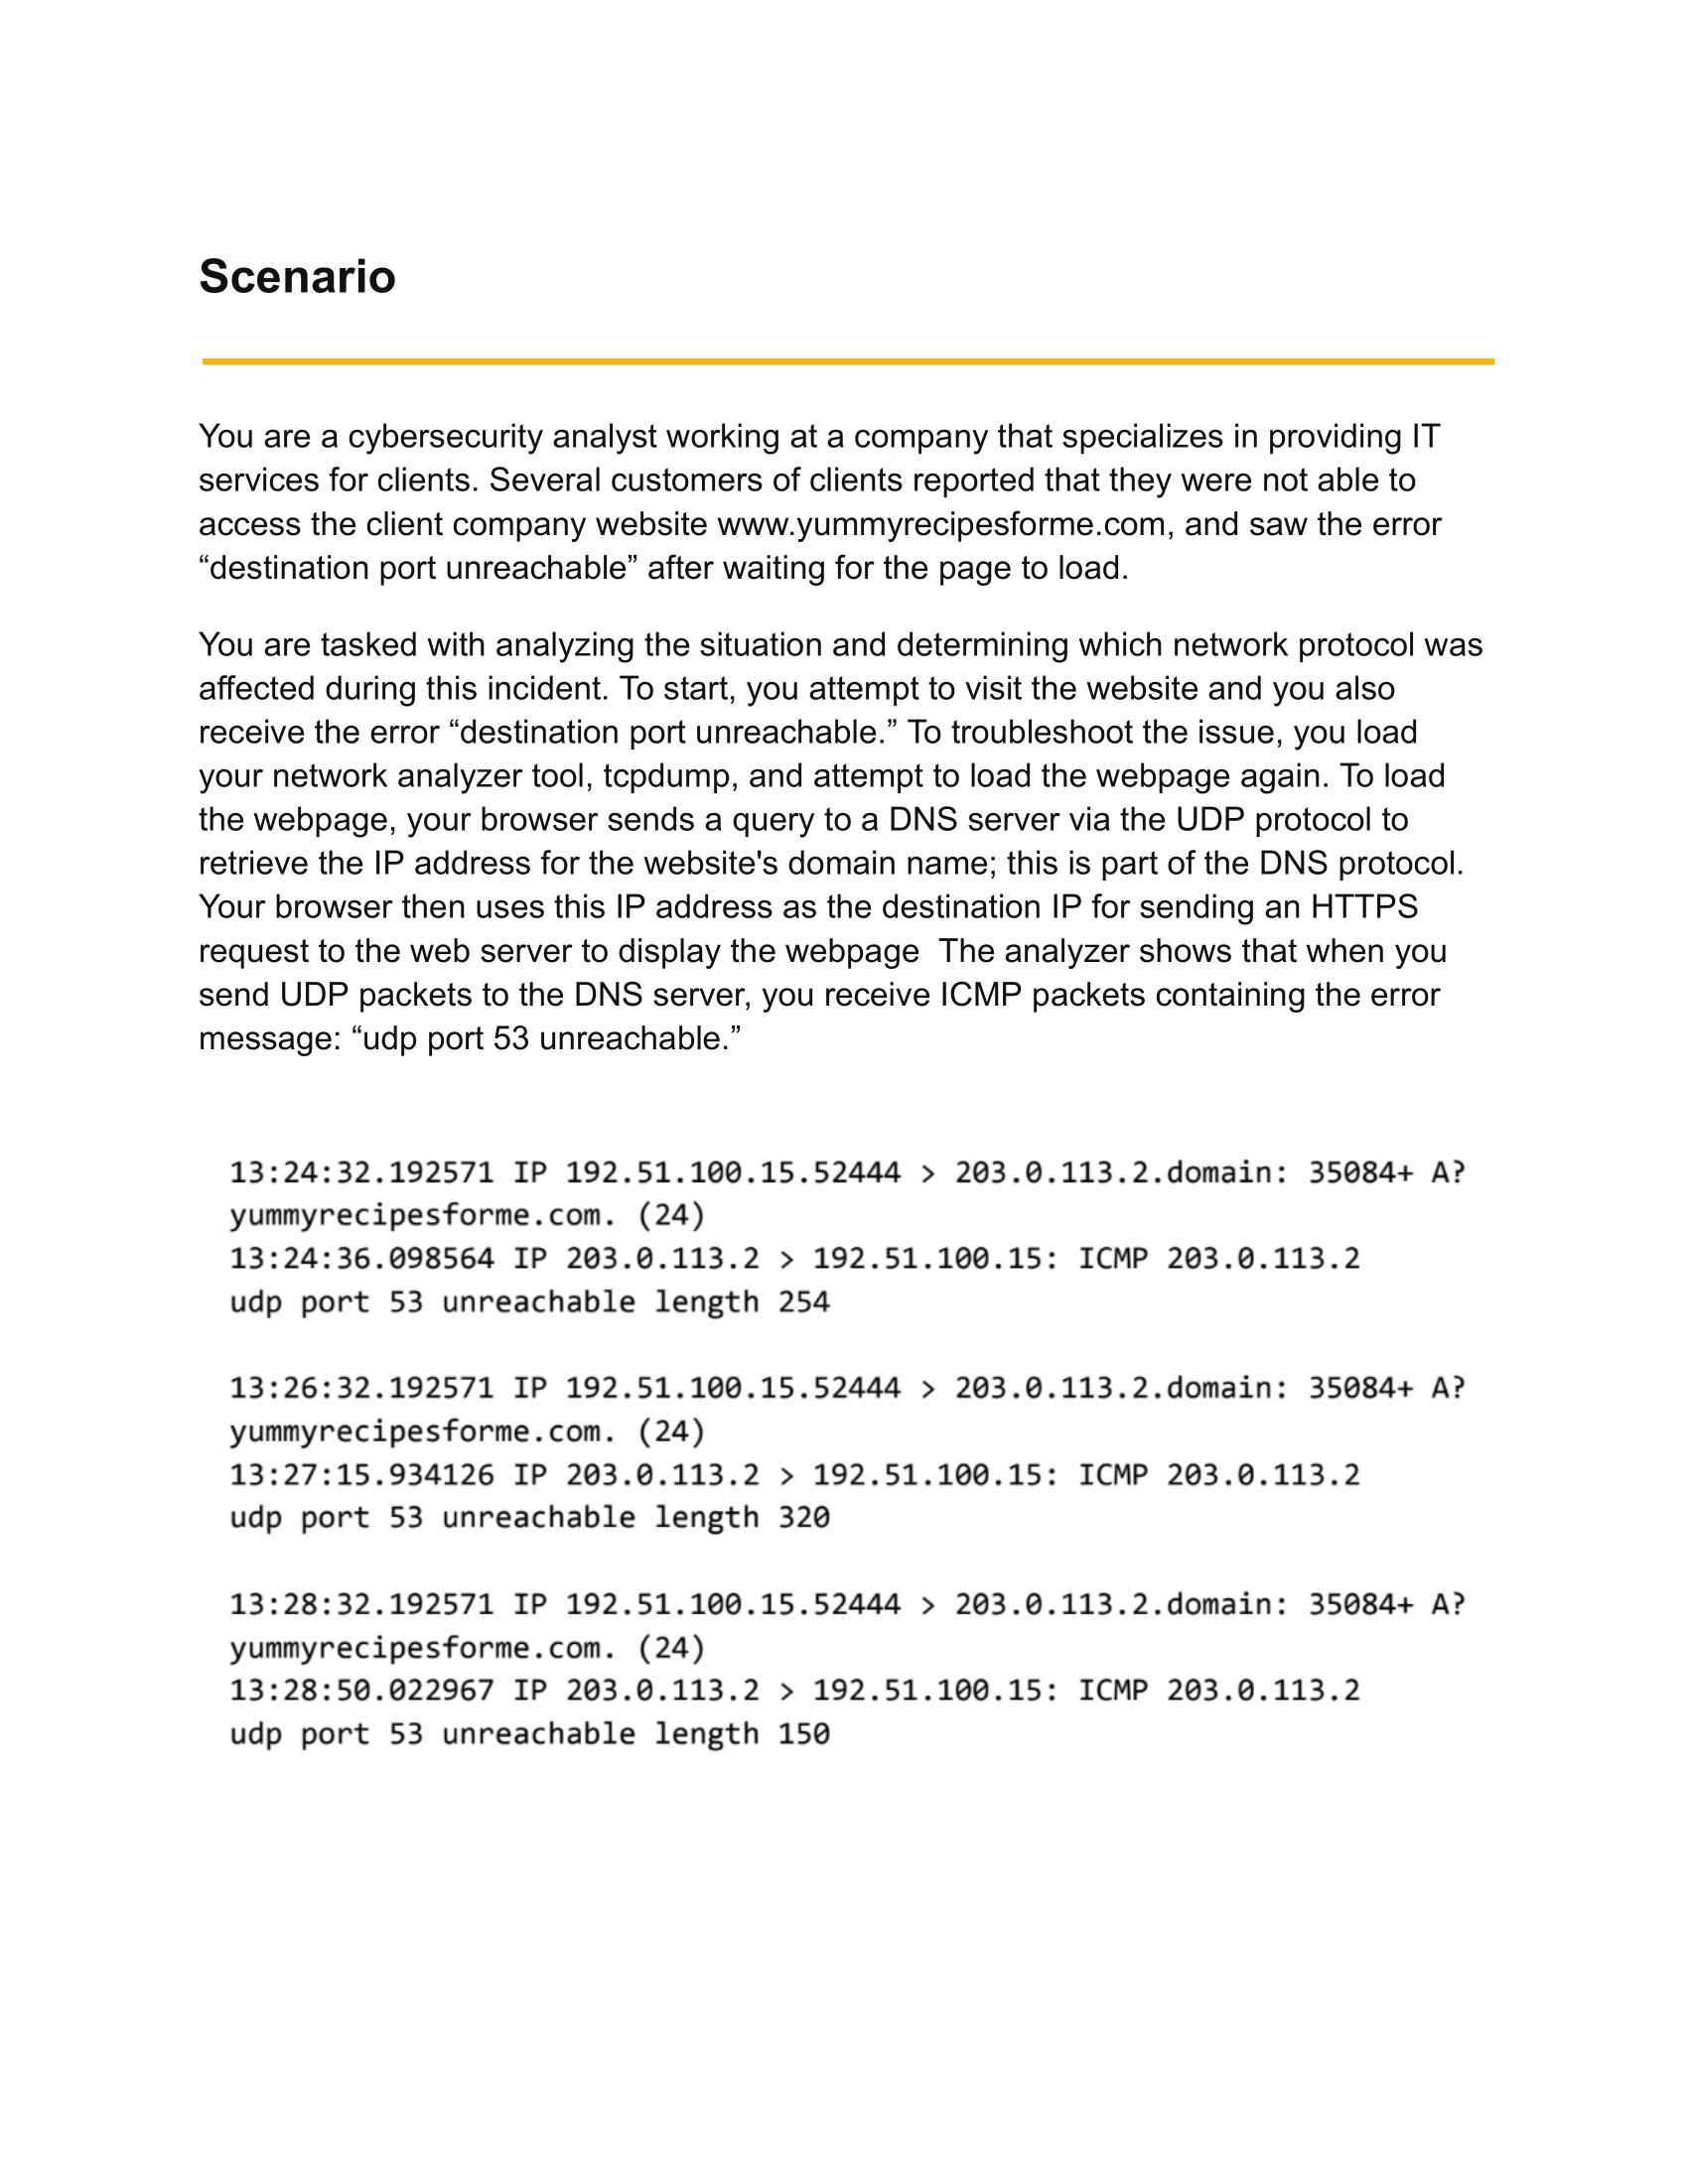 Scenario
You are a cybersecurity analyst working at a company that specializes in providing IT
services for clients. Several customers of clients reported that they were not able to
access the client company website www.yummyrecipesforme.com, and saw the error
“destination port unreachable” after waiting for the page to load.
You are tasked with analyzing the situation and determining which network protocol was
affected during this incident. To start, you attempt to visit the website and you also
receive the error “destination port unreachable.” To troubleshoot the issue, you load
your network analyzer tool, tcpdump, and attempt to load the webpage again. To load
the webpage, your browser sends a query to a DNS server via the UDP protocol to
retrieve the IP address for the website's domain name; this is part of the DNS protocol.
Your browser then uses this IP address as the destination IP for sending an HTTPS
request to the web server to display the webpage  The analyzer shows that when you
send UDP packets to the DNS server, you receive ICMP packets containing the error
message: “udp port 53 unreachable.”
13:24:32.192571 IP 192.51.100.15.52444 > 203.0.113.2.domain: 35084+ A?
yummyrecipesforme.com. (24)
13:24:36.098564 IP 203.0.113.2 > 192.51.100.15: ICMP 203.0.113.2
udp port 53 unreachable length 254
13:26:32.192571 IP 192.51.100.15.52444 > 203.0.113.2.domain: 35084+ A?
yummyrecipesforme.com. (24)
13:27:15.934126 IP 203.0.113.2 > 192.51.100.15: ICMP 203.0.113.2
udp port 53 unreachable length 320
13:28:32.192571 IP 192.51.100.15.52444 > 203.0.113.2.domain: 35084+ A?
yummyrecipesforme.com. (24)
13:28:50.022967 IP 203.0.113.2 > 192.51.100.15: ICMP 203.0.113.2
udp port 53 unreachable length 150